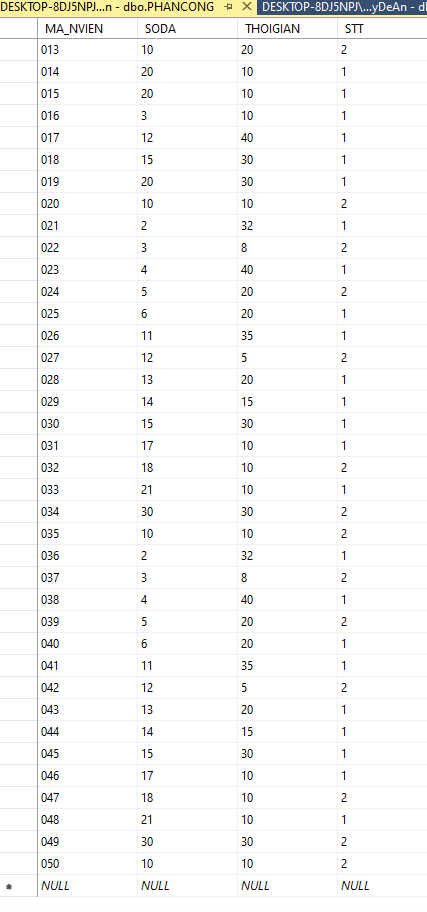 DESKTOP-8DJ5NPJ...n - dbo.PHANCONG DESKTOP-8DJ5NPJ\...yDeAn - db
MA_NVIEN SODA THOIGIAN STT
013 10 20 2
014 20 10 1
015 20 10 1
016 3 10 1
017 12 40 1
018 15 30 1
019 20 30 1
020 10 10 2
021 2 32 1
022 3 8 2
023 4 40 1
024 5 20 2
025 6 20 1
026 11 35 1
027 12 5 2
028 13 20 1
029 14 15 1
030 15 30 1
031 17 10 1
032 18 10 2
033 21 10 1
034 30 30 2
035 10 10 2
036 2 32 1
037 3 8 2
038 4 40 1
039 5 20 2
040 6 20 1
041 11 35 1
042 12 5 2
043 13 20 1
044 14 15 1
045 15 30 1
046 17 10 1
047 18 10 2
048 21 10 1
049 30 30 2
050 10 10 2
NULL NULL NULL NULL